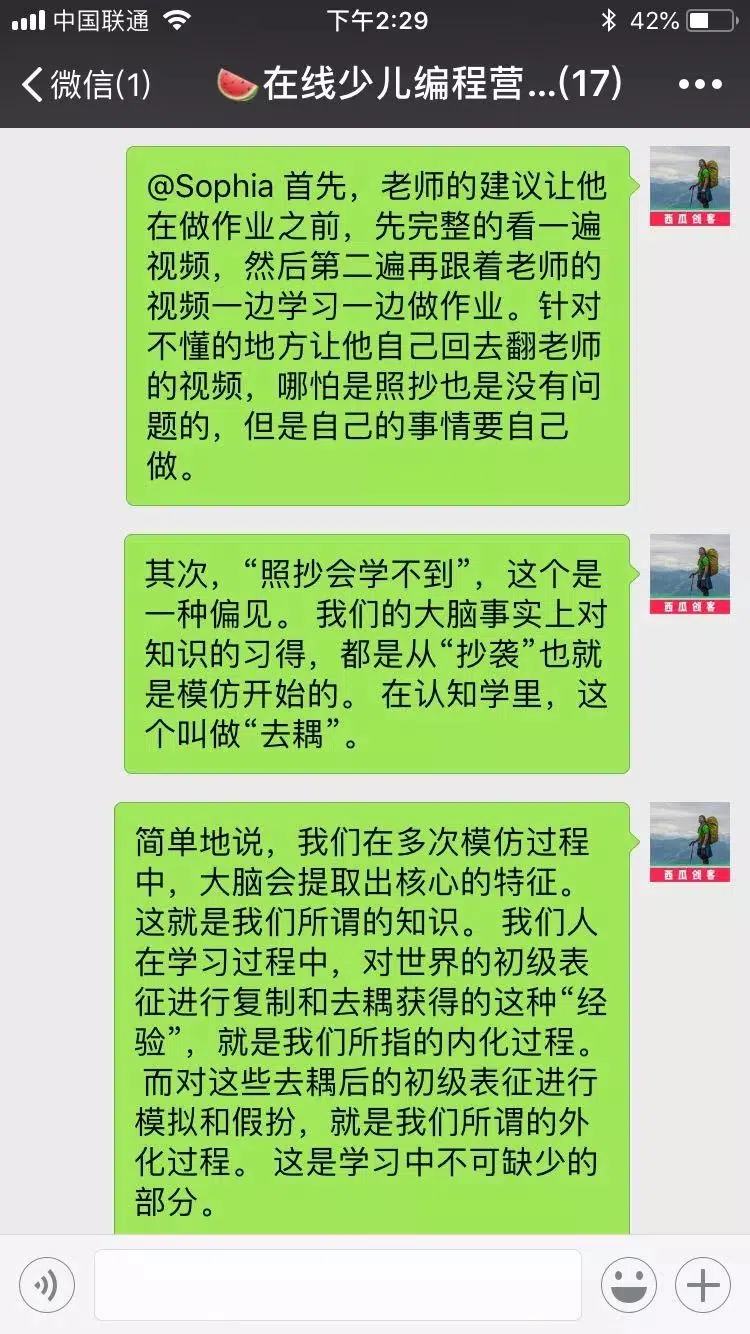 中国联通 下午2:29 42%
微信(1) 🍉在线少儿编程营...(17)
@Sophia 首先，老师的建议让他
在做作业之前，先完整的看一遍
视频，然后第二遍再跟着老师的
视频一边学习一边做作业。针对
不懂的地方让他自己回去翻老师
的视频，哪怕是照抄也是没有问
题的，但是自己的事情要自己
做。
西瓜创客
其次，“照抄会学不到”，这个是
一种偏见。 我们的大脑事实上对
知识的习得，都是从“抄袭”也就
是模仿开始的。 在认知学里，这
个叫做“去耦”。
西瓜创客
简单地说，我们在多次模仿过程
中，大脑会提取出核心的特征。
这就是我们所谓的知识。 我们人
在学习过程中，对世界的初级表
征进行复制和去耦获得的这种“经
验”，就是我们所指的内化过程。
而对这些去耦后的初级表征进行
模拟和假扮，就是我们所谓的外
化过程。 这是学习中不可缺少的
部分。
西瓜创客